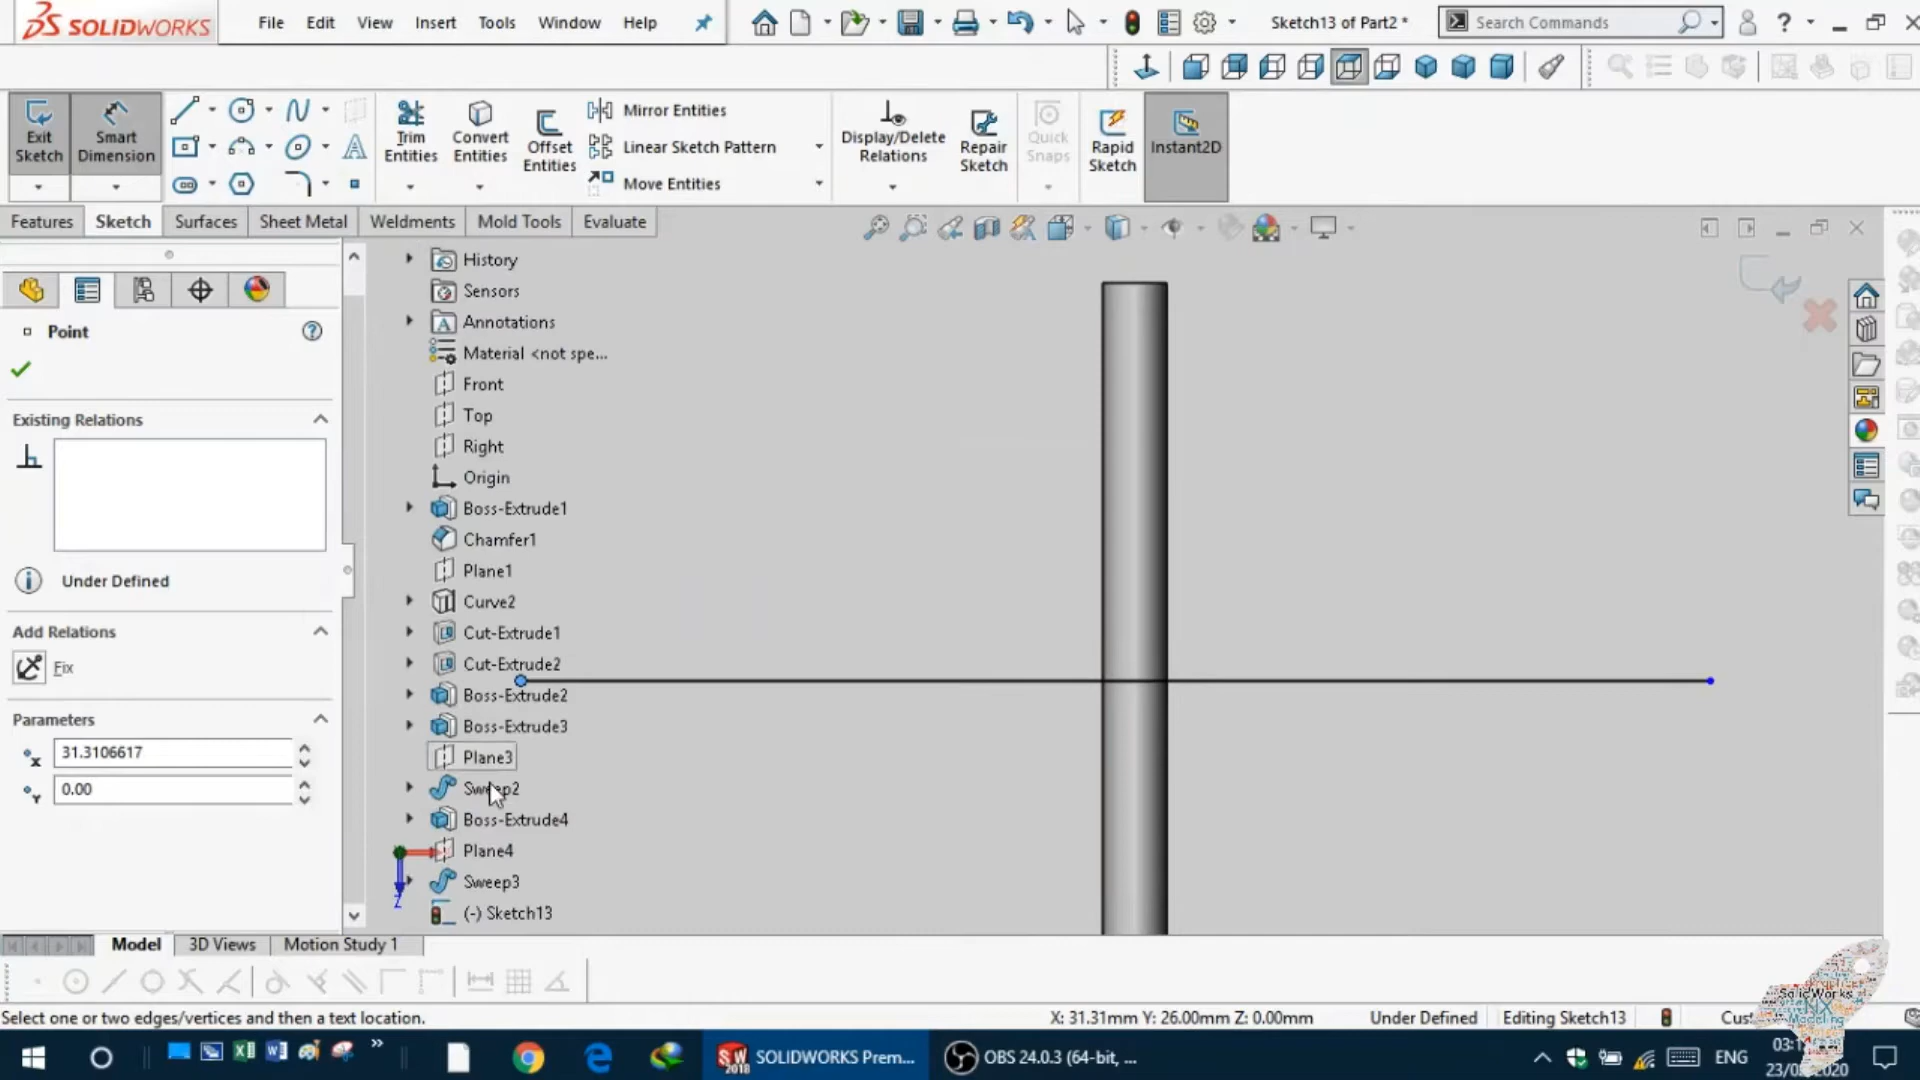 SOLIDWORKS
File Edit View Insert Tools Window Help
Sketch13 of Part2 *
Search Commands
?
Exit Sketch
Smart Dimension
Trim Entities
Convert Entities
Offset Entities
Mirror Entities
Linear Sketch Pattern
Move Entities
Display/Delete Relations
Repair Sketch
Quick Snaps
Rapid Sketch
Instant2D
Features Sketch Surfaces Sheet Metal Weldments Mold Tools Evaluate
Point
Existing Relations
Under Defined
Add Relations
Fix
Parameters
31.3106617
0.00
History
Sensors
Annotations
Material <not spe...
Front
Top
Right
Origin
Boss-Extrude1
Chamfer1
Plane1
Curve2
Cut-Extrude1
Cut-Extrude2
Boss-Extrude2
Boss-Extrude3
Plane3
Sweep2
Boss-Extrude4
Plane4
Sweep3
(-) Sketch13
Z
Model 3D Views Motion Study 1
Select one or two edges/vertices and then a text location.
X: 31.31mm Y: 26.00mm Z: 0.00mm
Under Defined
Editing Sketch13
SolidWorks
NX
Modeling
SW 2018
SOLIDWORKS Prem...
OBS 24.0.3 (64-bit, ...
ENG